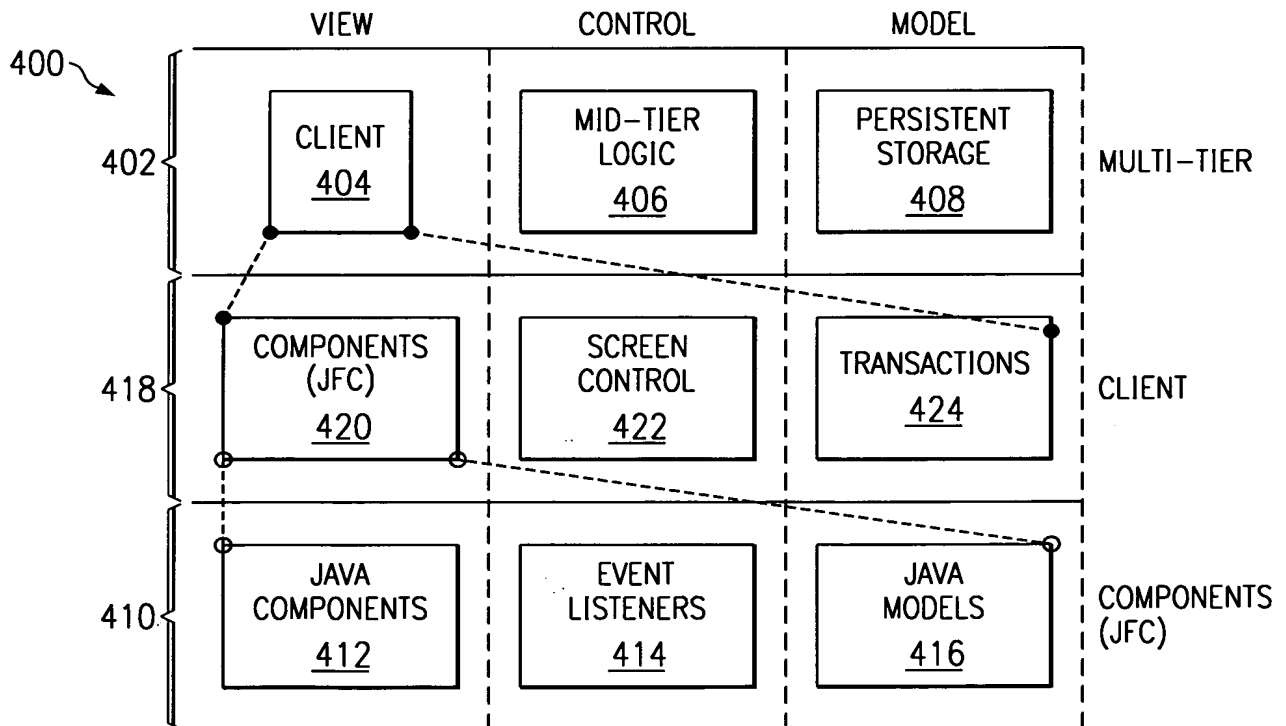 VIEW CONTROL MODEL
400
402
CLIENT
404
MID-TIER
LOGIC
406
PERSISTENT
STORAGE
408
MULTI-TIER
418
COMPONENTS
(JFC)
420
SCREEN
CONTROL
422
TRANSACTIONS
424
CLIENT
410
JAVA
COMPONENTS
412
EVENT
LISTENERS
414
JAVA
MODELS
416
COMPONENTS
(JFC)